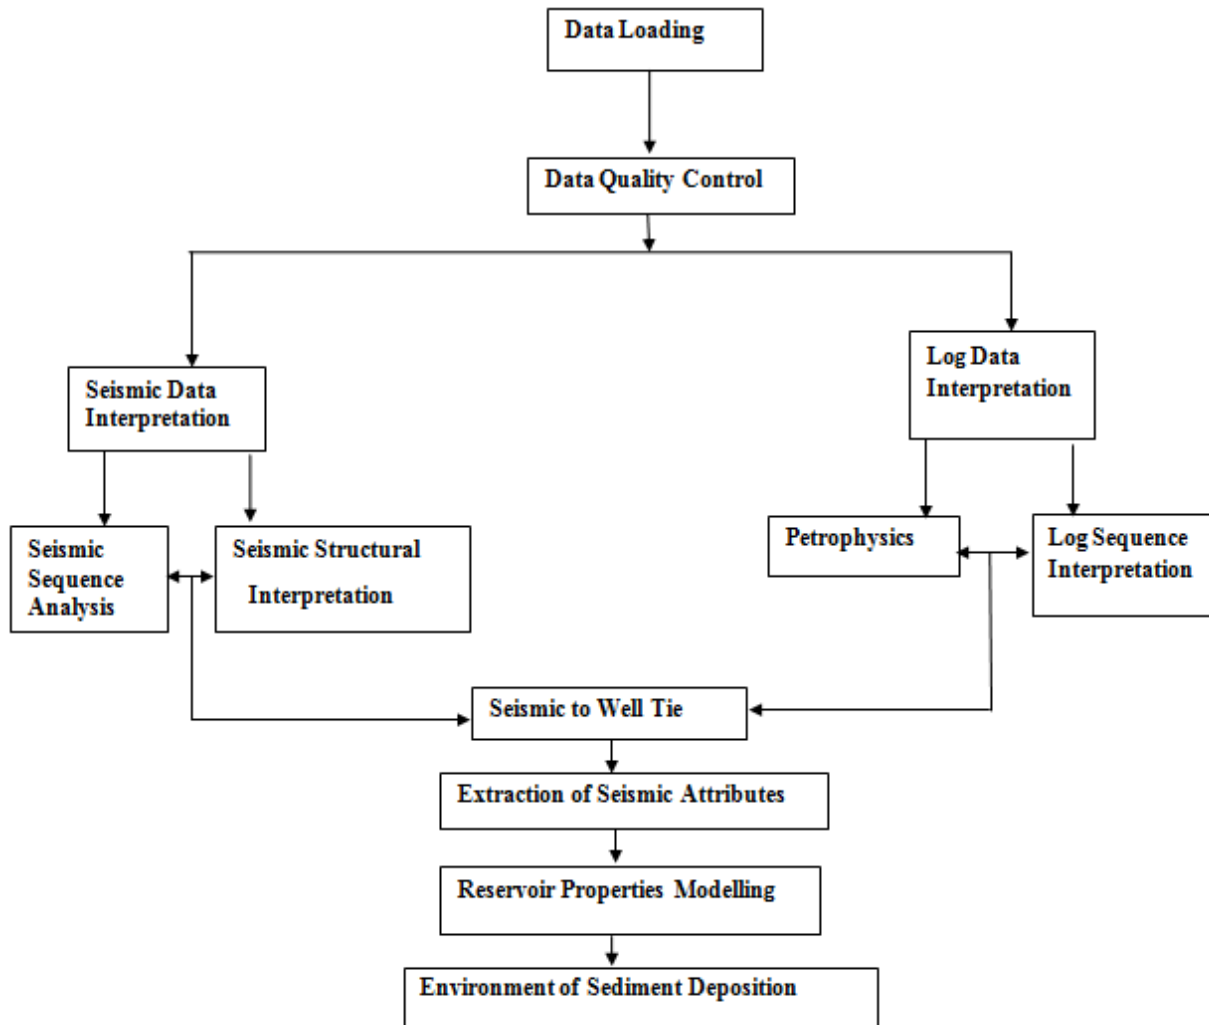 Data Loading
Data Quality Control
Seismic Data
Interpretation
Log Data
Interpretation
Seismic
Sequence
Analysis
Seismic Structural
Interpretation
Petrophysics
Log Sequence
Interpretation
Seismic to Well Tie
Extraction of Seismic Attributes
Reservoir Properties Modelling
Environment of Sediment Deposition